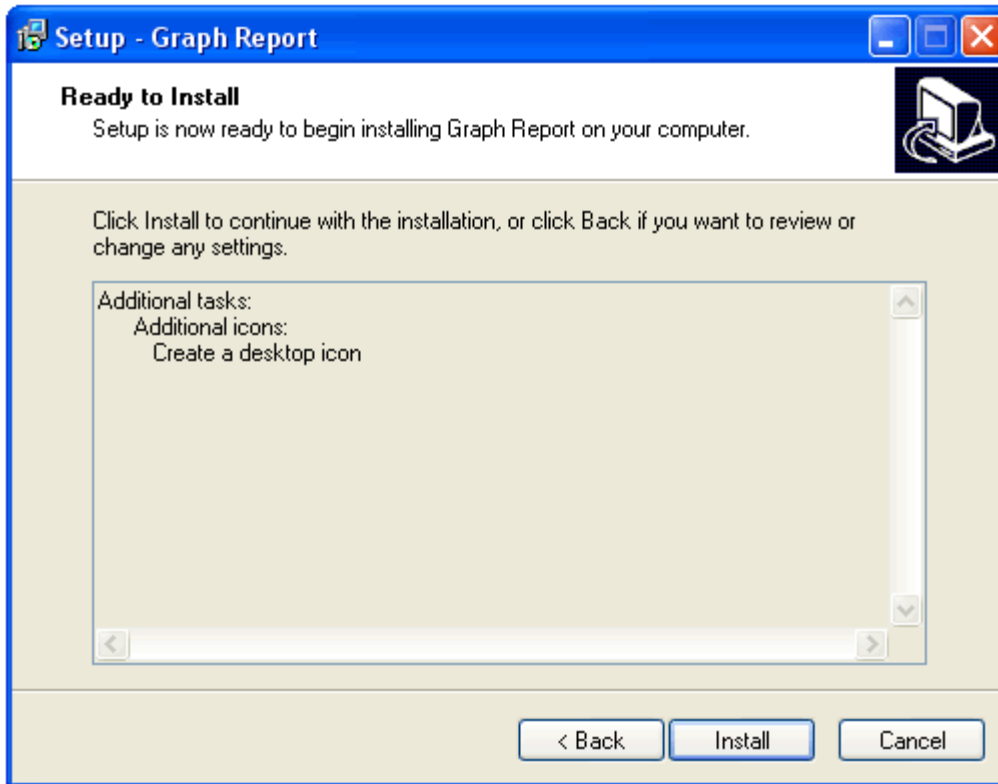 Setup - Graph Report
Ready to Install
Setup is now ready to begin installing Graph Report on your computer.
Click Install to continue with the installation, or click Back if you want to review or
change any settings.
Additional tasks:
Additional icons:
Create a desktop icon
< Back
Install
Cancel